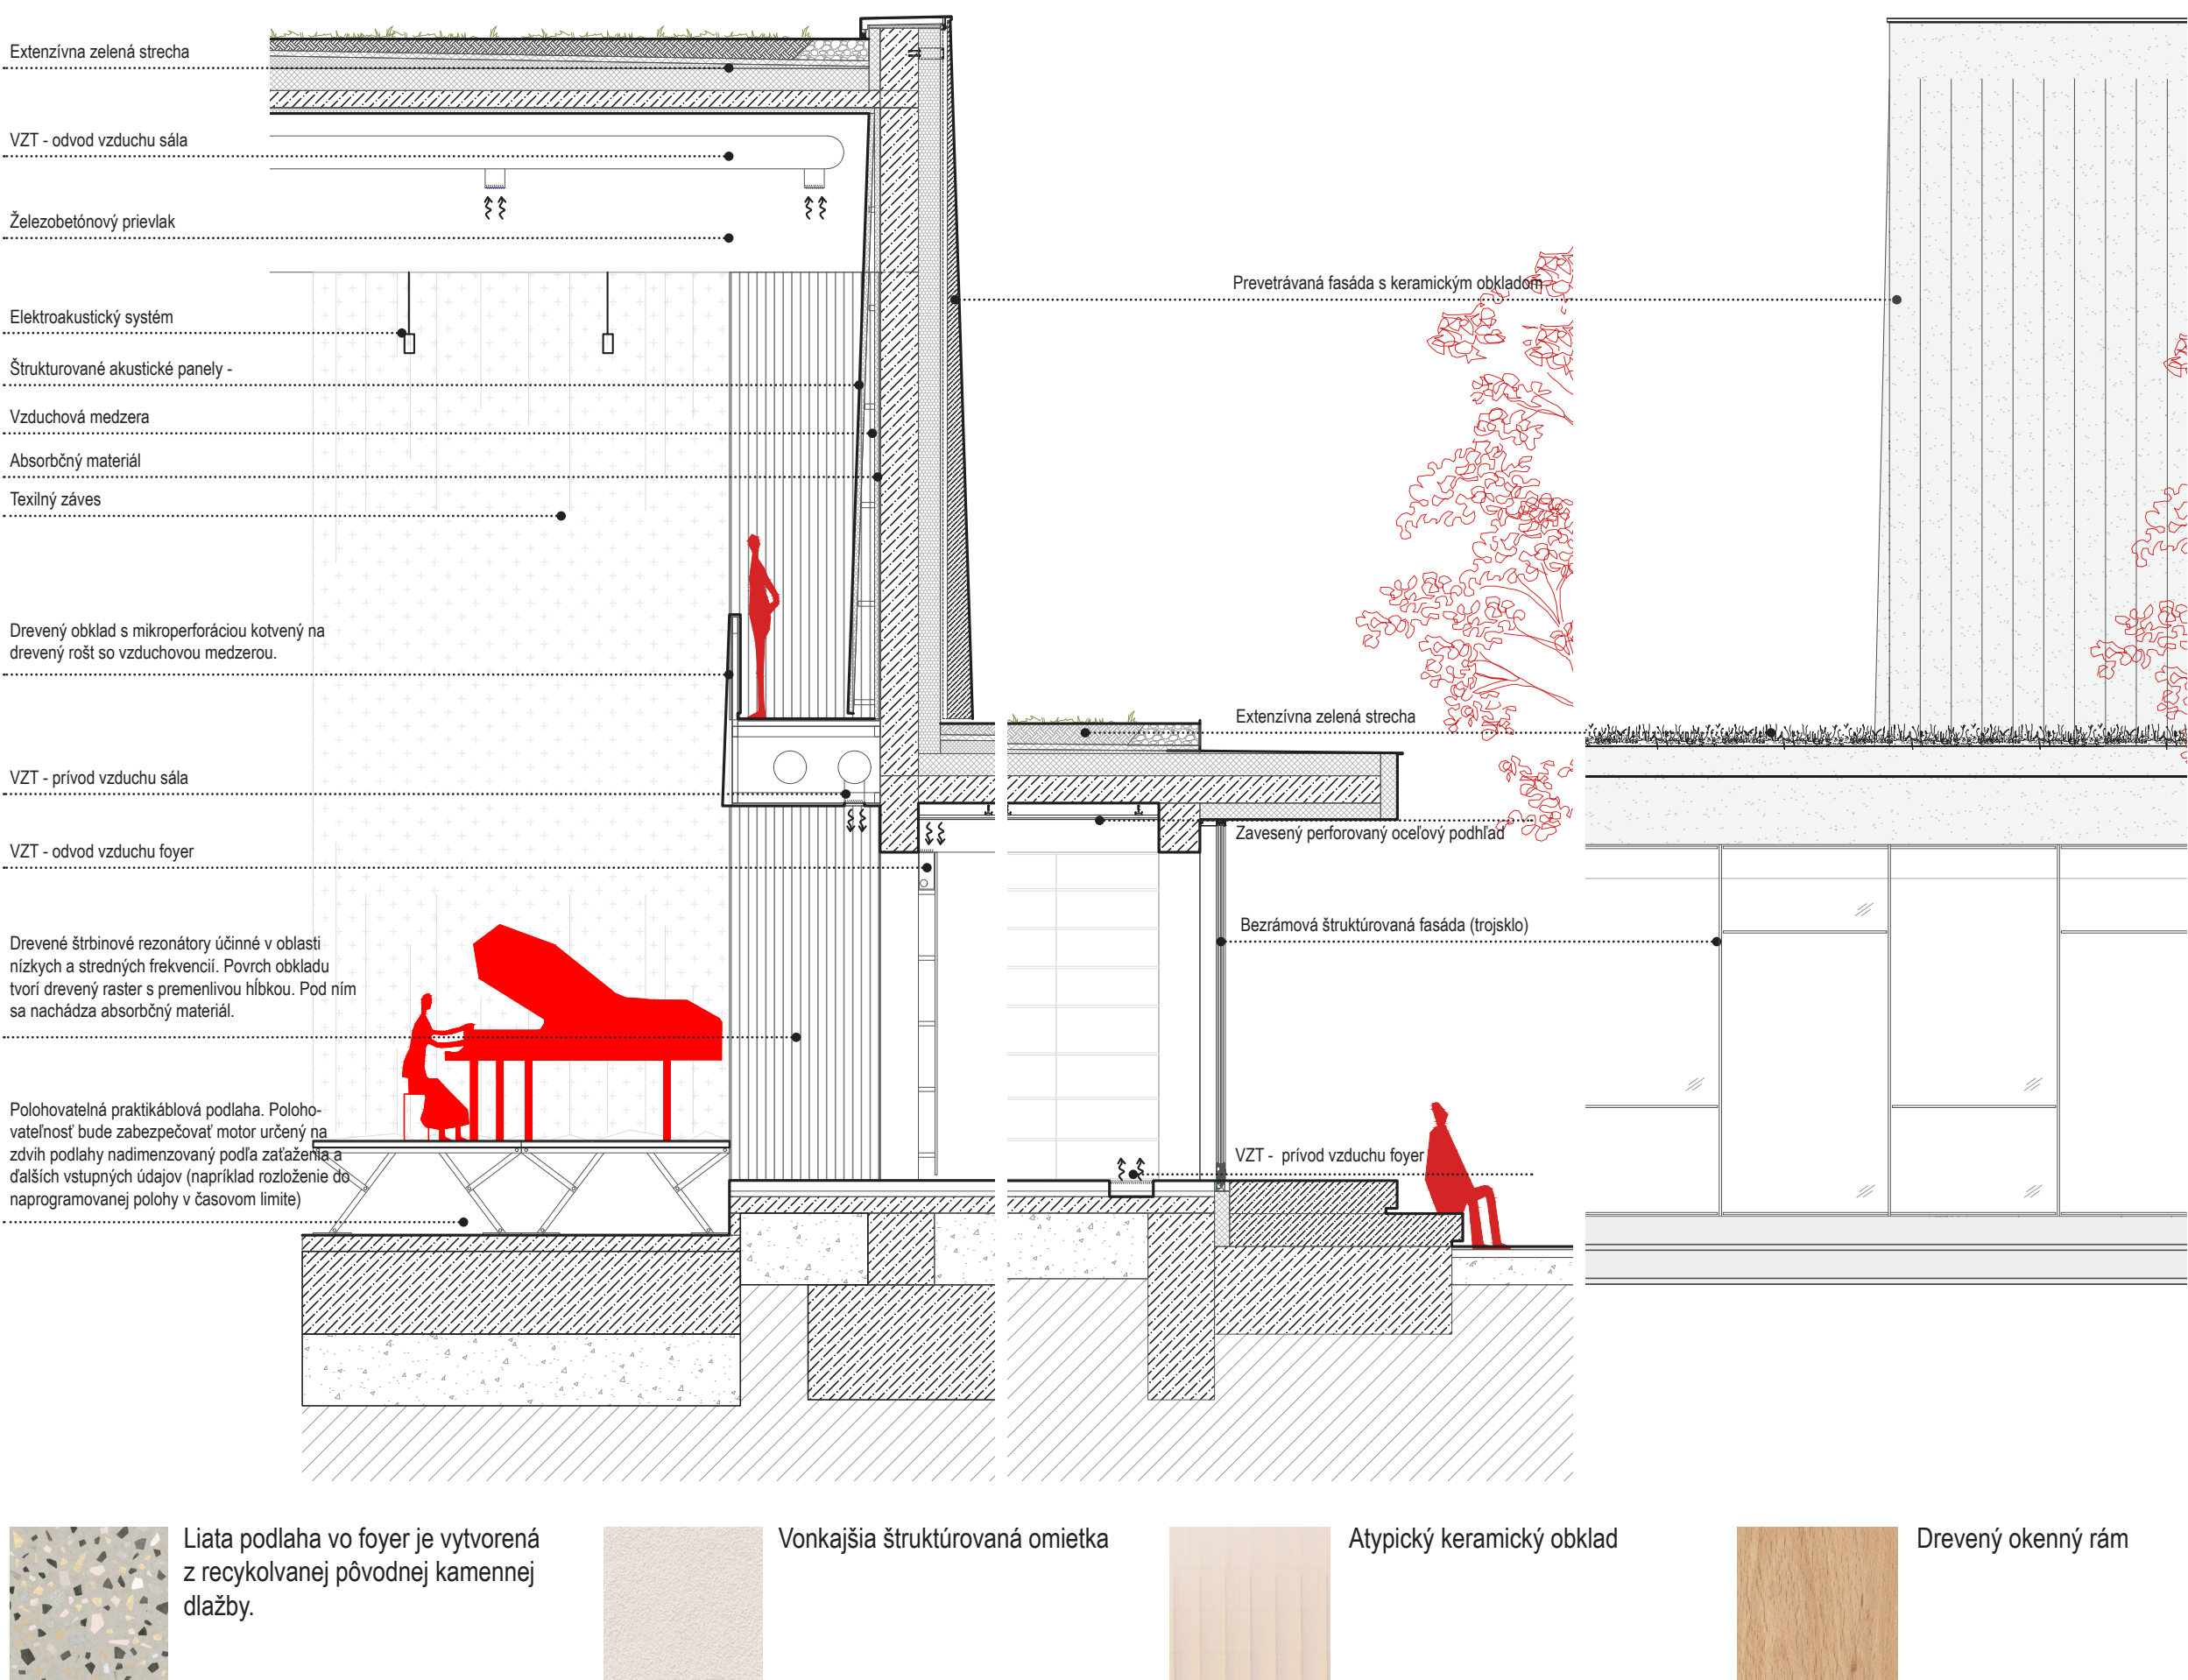 Extenzívna zelená strecha
VZT - odvod vzduchu sála
Železobetónový prievlak
Elektroakustický systém
Štrukturované akustické panely -
Vzduchová medzera
Absorbčný materiál
Texilný záves
Drevený obklad s mikroperforáciou kotvený na
drevený rošt so vzduchovou medzerou.
VZT - prívod vzduchu sála
VZT - odvod vzduchu foyer
Drevené štrbinové rezonátory účinné v oblasti
nízkych a stredných frekvencií. Povrch obkladu
tvorí drevený raster s premenlivou hĺbkou. Pod ním
sa nachádza absorbčný materiál.
Polohovatelná praktikáblová podlaha. Poloho-
vateľnosť bude zabezpečovať motor určený na
zdvih podlahy nadimenzovaný podľa zaťaženia a
ďalších vstupných údajov (napríklad rozloženie do
naprogramovanej polohy v časovom limite)
Prevetrávaná fasáda s keramickým obkladom
Extenzívna zelená strecha
Zavesený perforovaný oceľový podhľad
Bezrámová štruktúrovaná fasáda (trojsklo)
VZT - prívod vzduchu foyer
Liata podlaha vo foyer je vytvorená
z recykolvanej pôvodnej kamennej
dlažby.
Vonkajšia štruktúrovaná omietka
Atypický keramický obklad
Drevený okenný rám